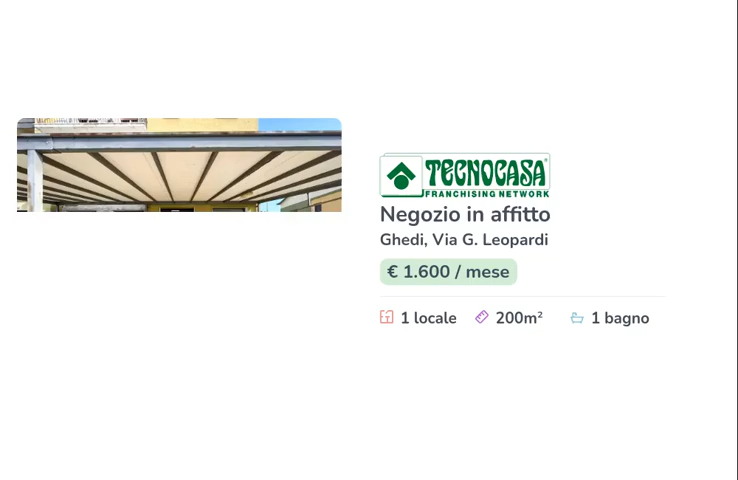 TECNOCASA
FRANCHISING NETWORK
Negozio in affitto
Ghedi, Via G. Leopardi
€ 1.600 / mese
1 locale 200m² 1 bagno